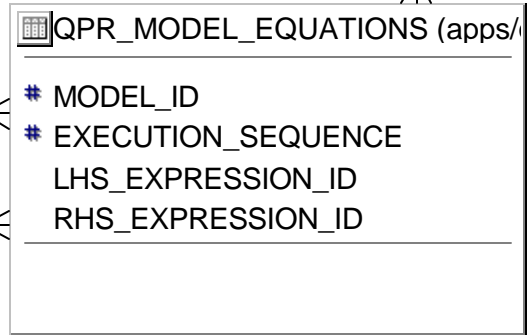 QPR_MODEL_EQUATIONS (apps/
# MODEL_ID
# EXECUTION_SEQUENCE
LHS_EXPRESSION_ID
RHS_EXPRESSION_ID